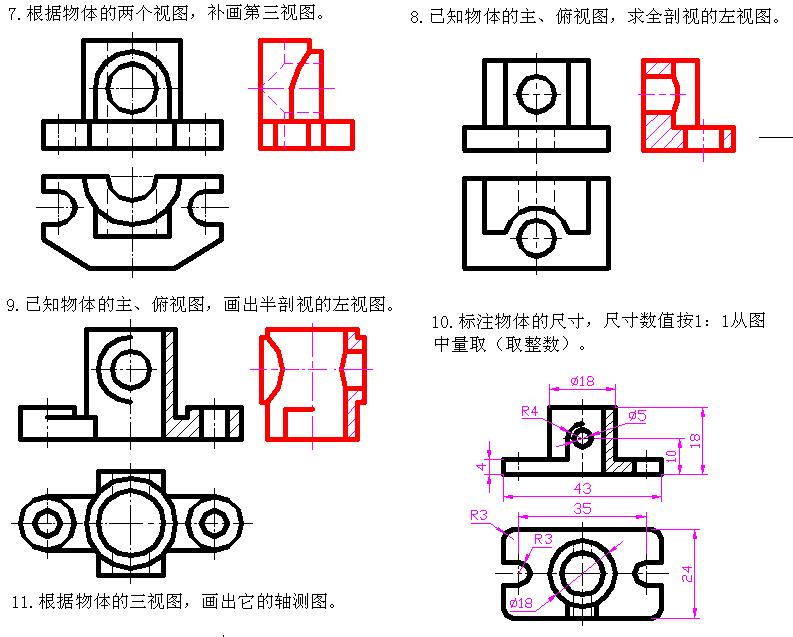 7.根据物体的两个视图，补画第三视图。
8.已知物体的主、俯视图，求全剖视的左视图。
9.已知物体的主、俯视图，画出半剖视的左视图。
10.标注物体的尺寸，尺寸数值按1：1从图
中量取（取整数）。
ø18
R4
ø5
4
10
18
43
35
R3
R3
24
ø18
11.根据物体的三视图，画出它的轴测图。